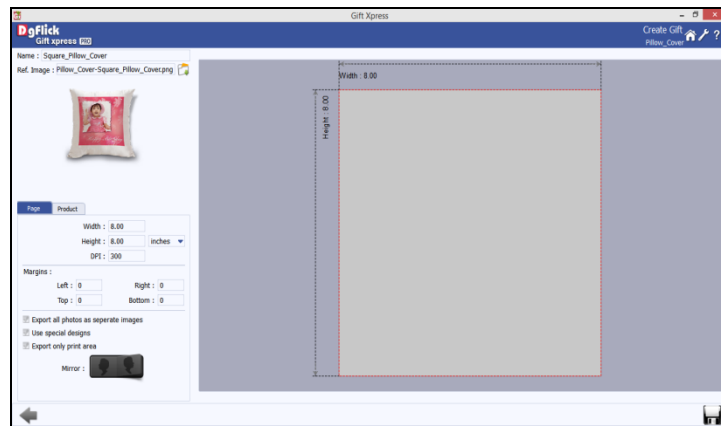 Gift Xpress
DgFlick
Gift xpress PRO
Create Gift
Pillow_Cover
?
Name : Square_Pillow_Cover
Ref. Image : Pillow_Cover-Square_Pillow_Cover.png
Width : 8.00
Height : 8.00
Page Product
Width : 8.00
Height : 8.00 inches
DPI : 300
Margins :
Left : 0 Right : 0
Top : 0 Bottom : 0
Export all photos as seperate images
Use special designs
Export only print area
Mirror :